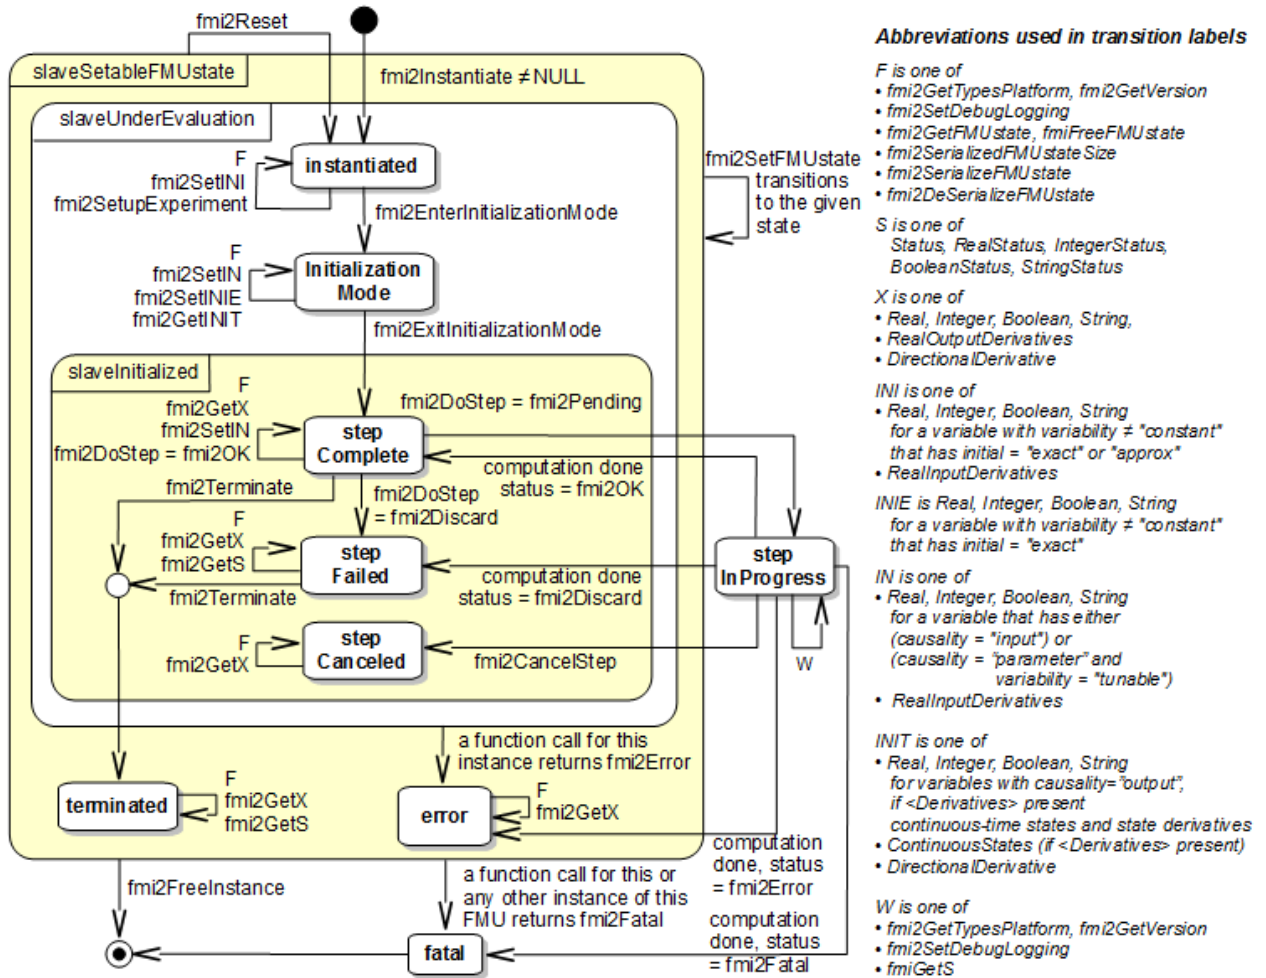 fmi2Reset
fmi2Instantiate ≠ NULL
slaveSetableFMUstate
slaveUnderEvaluation
instantiated
F
fmi2SetINI
fmi2SetupExperiment
fmi2EnterInitializationMode
fmi2SetFMUstate
transitions
to the given
state
Initialization
Mode
F
fmi2SetIN
fmi2SetINIE
fmi2GetINIT
fmi2ExitInitializationMode
slaveInitialized
F
fmi2GetX
fmi2SetIN
fmi2DoStep = fmi2OK
step
Complete
fmi2DoStep = fmi2Pending
computation done
status = fmi2OK
fmi2Terminate
fmi2DoStep
= fmi2Discard
F
fmi2GetX
fmi2GetS
step
Failed
step
InProgress
computation done
status = fmi2Discard
fmi2Terminate
F
fmi2GetX
step
Canceled
fmi2CancelStep
W
a function call for this
instance returns fmi2Error
terminated
F
fmi2GetX
fmi2GetS
error
F
fmi2GetX
computation
done, status
= fmi2Error
fmi2FreeInstance
a function call for this or
any other instance of this
FMU returns fmi2Fatal
computation
done, status
= fmi2Fatal
fatal
Abbreviations used in transition labels
F is one of
• fmi2GetTypesPlatform, fmi2GetVersion
• fmi2SetDebugLogging
• fmi2GetFMUstate, fmiFreeFMUstate
• fmi2SerializedFMUstateSize
• fmi2SerializeFMUstate
• fmi2DeSerializeFMUstate
S is one of
Status, RealStatus, IntegerStatus,
BooleanStatus, StringStatus
X is one of
• Real, Integer, Boolean, String,
• RealOutputDerivatives
• DirectionalDerivative
INI is one of
• Real, Integer, Boolean, String
for a variable with variability ≠ "constant"
that has initial = "exact" or "approx"
• RealInputDerivatives
INIE is Real, Integer, Boolean, String
for a variable with variability ≠ "constant"
that has initial = "exact"
IN is one of
• Real, Integer, Boolean, String
for a variable that has either
(causality = "input") or
(causality = "parameter" and
variability = "tunable")
• RealInputDerivatives
INIT is one of
• Real, Integer, Boolean, String
for variables with causality="output",
if <Derivatives> present
continuous-time states and state derivatives
• ContinuousStates (if <Derivatives> present)
• DirectionalDerivative
W is one of
• fmi2GetTypesPlatform, fmi2GetVersion
• fmi2SetDebugLogging
• fmiGetS